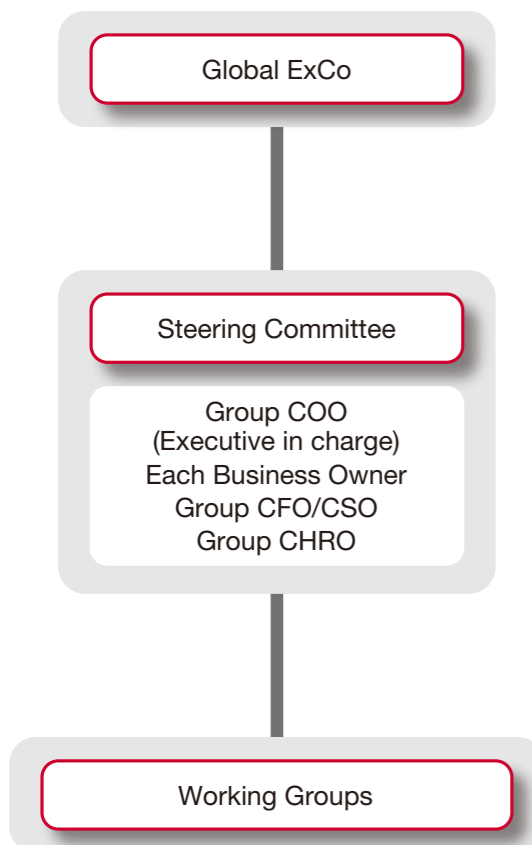 Global ExCo
Steering Committee
Group COO
(Executive in charge)
Each Business Owner
Group CFO/CSO
Group CHRO
Working Groups